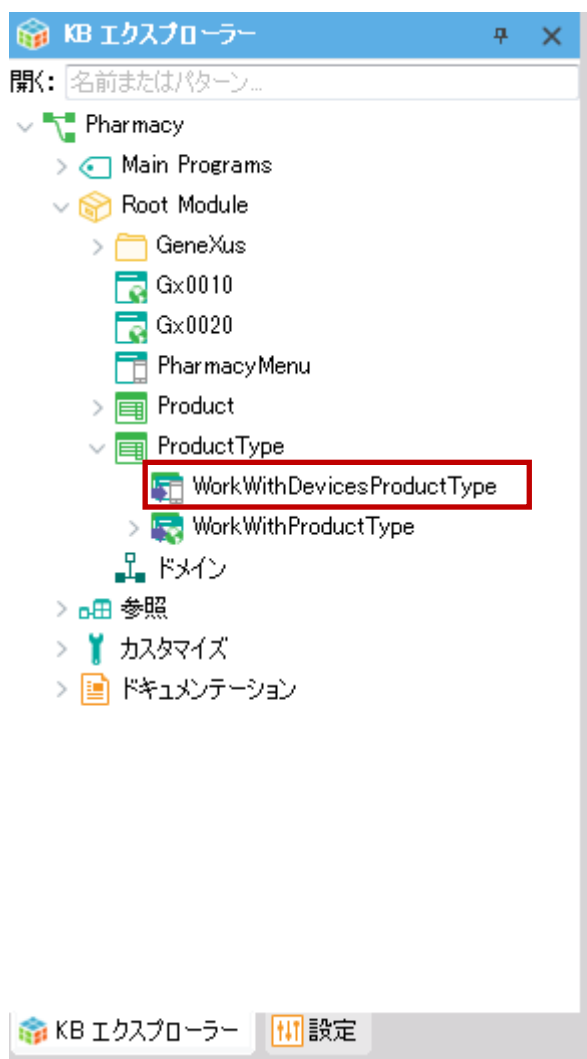 KB エクスプローラー
開く: 名前またはパターン...
Pharmacy
Main Programs
Root Module
GeneXus
Gx0010
Gx0020
PharmacyMenu
Product
ProductType
WorkWithDevicesProductType
WorkWithProductType
ドメイン
参照
カスタマイズ
ドキュメンテーション
KB エクスプローラー 設定